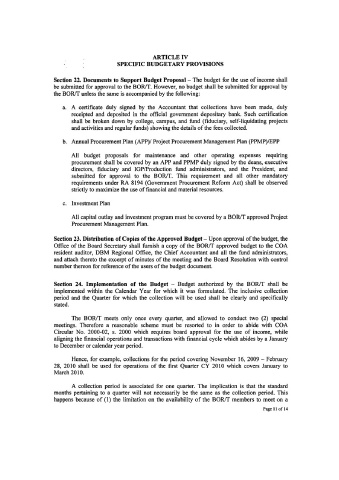 ARTICLE IV
SPECIFIC BUDGETARY PROVISIONS
Section 22. Documents to Support Budget Proposal – The budget for the use of income shall
be submitted for approval to the BOR/T. However, no budget shall be submitted for approval by
the BOR/T unless the same is accompanied by the following:
a. A certificate duly signed by the Accountant that collections have been made, duly
receipted and deposited in the official government depositary bank. Such certification
shall be broken down by college, campus, and fund (fiduciary, self-liquidating projects
and activities and regular funds) showing the details of the fees collected.
b. Annual Procurement Plan (APP)/ Project Procurement Management Plan (PPMP)/EPP
All budget proposals for maintenance and other operating expenses requiring
procurement shall be covered by an APP and PPMP duly signed by the deans, executive
directors, fiduciary and IGP/Production fund administrators, and the President, and
submitted for approval to the BOR/T. This requirement and all other mandatory
requirements under RA 8194 (Government Procurement Reform Act) shall be observed
strictly to maximize the use of financial and material resources.
c. Investment Plan
All capital outlay and investment program must be covered by a BOR/T approved Project
Procurement Management Plan.
Section 23. Distribution of Copies of the Approved Budget – Upon approval of the budget, the
Office of the Board Secretary shall furnish a copy of the BOR/T approved budget to the COA
resident auditor, DBM Regional Office, the Chief Accountant and all the fund administrators,
and attach thereto the excerpt of minutes of the meeting and the Board Resolution with control
number thereon for reference of the users of the budget document.
Section 24. Implementation of the Budget – Budget authorized by the BOR/T shall be
implemented within the Calendar Year for which it was formulated. The inclusive collection
period and the Quarter for which the collection will be used shall be clearly and specifically
stated.
The BOR/T meets only once every quarter, and allowed to conduct two (2) special
meetings. Therefore a reasonable scheme must be resorted to in order to abide with COA
Circular No. 2000-02, s. 2000 which requires board approval for the use of income, while
aligning the financial operations and transactions with financial cycle which abides by a January
to December or calendar year period.
Hence, for example, collections for the period covering November 16, 2009 – February
28, 2010 shall be used for operations of the first Quarter CY 2010 which covers January to
March 2010.
A collection period is associated for one quarter. The implication is that the standard
months pertaining to a quarter will not necessarily be the same as the collection period. This
happens because of (1) the limitation on the availability of the BOR/T members to meet on a
Page 11 of 14